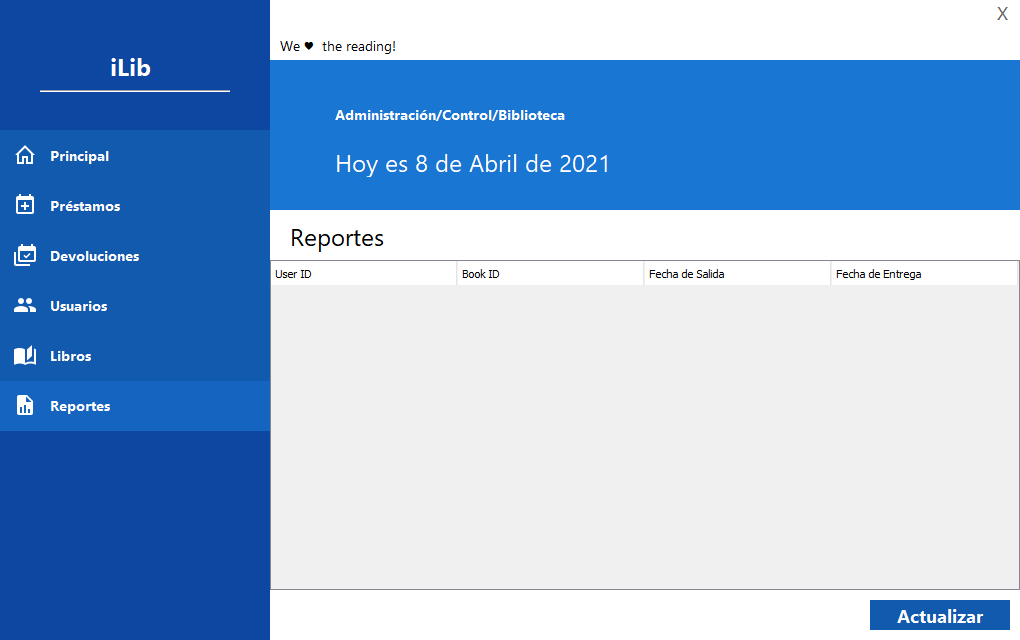 X
We ♥ the reading!
iLib
Administración/Control/Biblioteca
Hoy es 8 de Abril de 2021
Principal
Préstamos
Devoluciones
Usuarios
Libros
Reportes
Reportes
User ID Book ID Fecha de Salida Fecha de Entrega
Actualizar